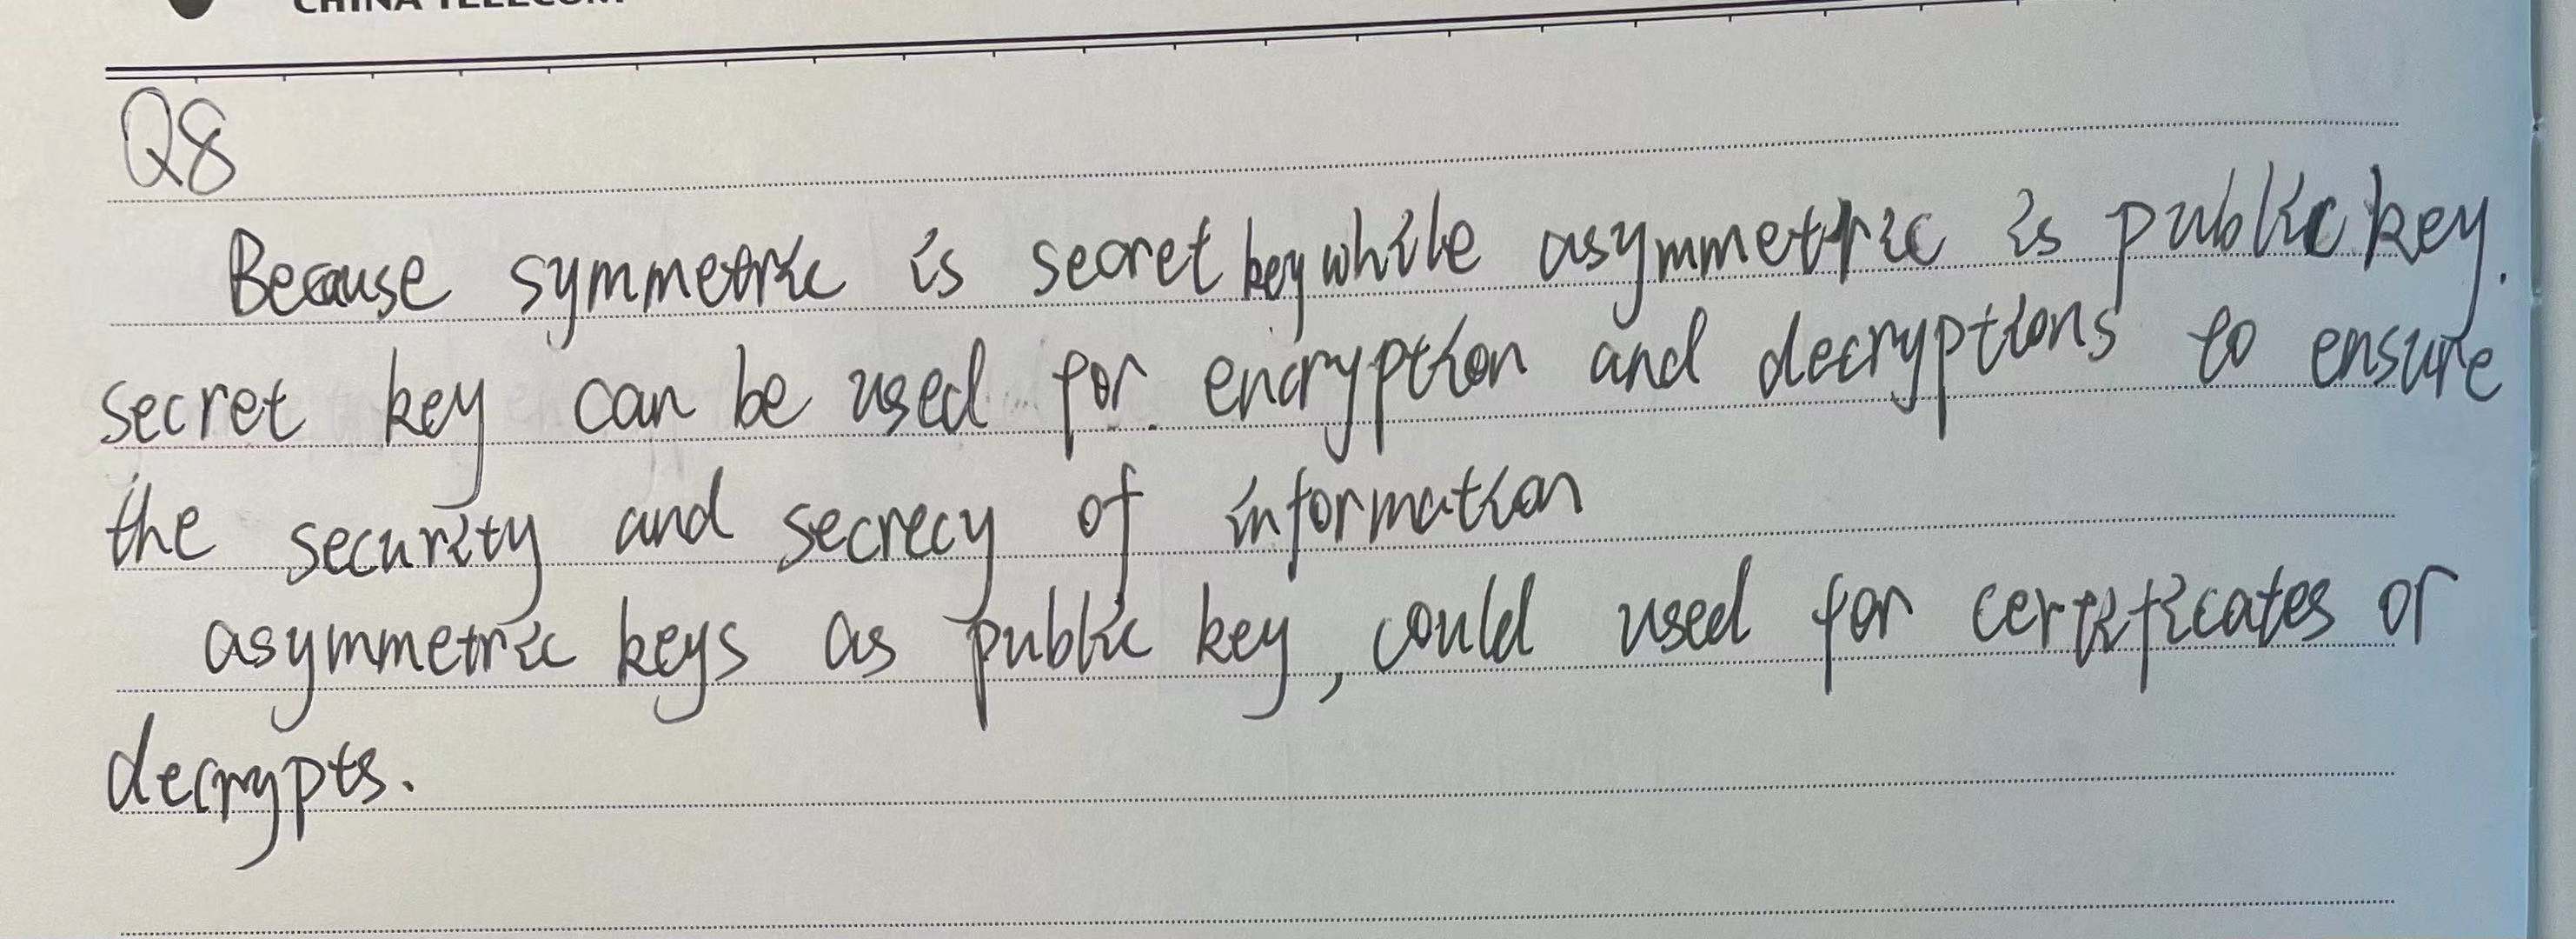 CHINA TELECOM
Q8
Because symmetric is secret key while asymmetric is public key.
secret key can be used for encryption and decryptions to ensure
the security and secrecy of information
asymmetric keys as public key, could used for certificates or
decrypts.